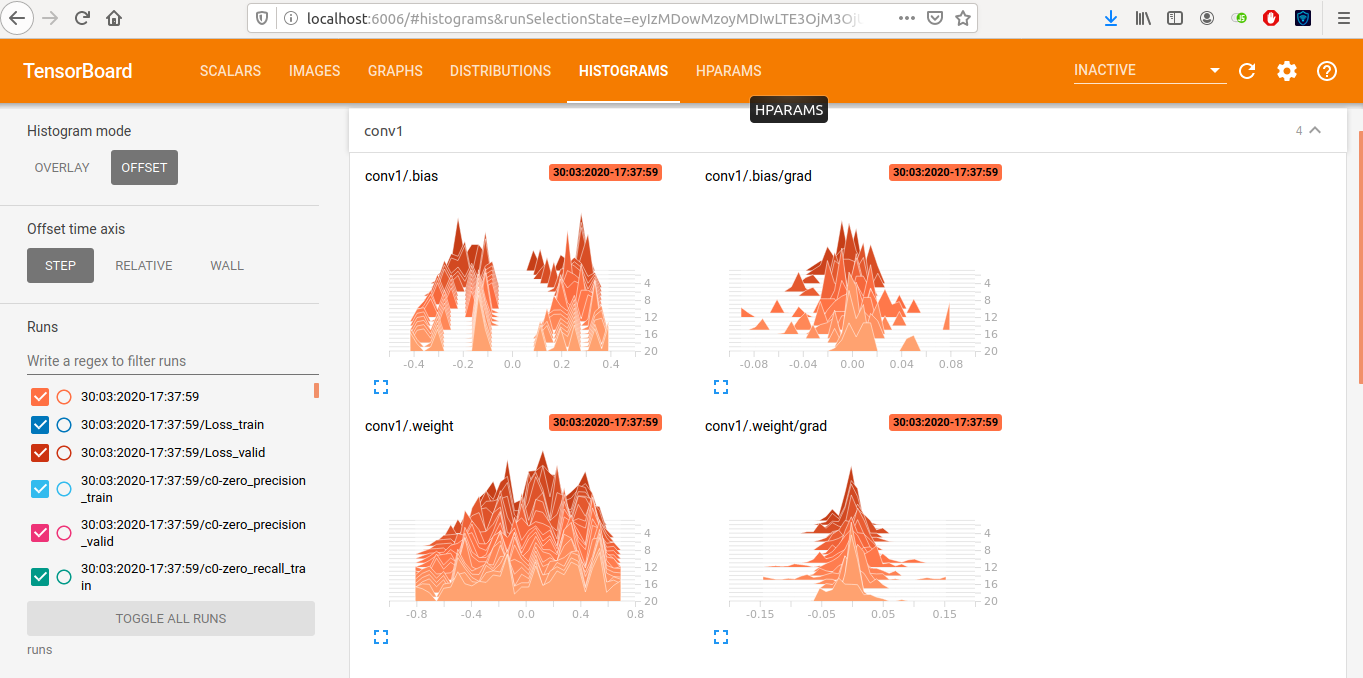 localhost:6006/#histograms&runSelectionState=eyIzMDowMzoyMDIwLTE3OjM3OjU
TensorBoard
SCALARS
IMAGES
GRAPHS
DISTRIBUTIONS
HISTOGRAMS
HPARAMS
INACTIVE
HPARAMS
Histogram mode
OVERLAY
OFFSET
Offset time axis
STEP
RELATIVE
WALL
Runs
Write a regex to filter runs
30:03:2020-17:37:59
30:03:2020-17:37:59/Loss_train
30:03:2020-17:37:59/Loss_valid
30:03:2020-17:37:59/c0-zero_precision
_train
30:03:2020-17:37:59/c0-zero_precision
_valid
30:03:2020-17:37:59/c0-zero_recall_tra
in
TOGGLE ALL RUNS
runs
conv1
4
conv1/.bias
30:03:2020-17:37:59
4
8
12
16
20
-0.4 -0.2 0.0 0.2 0.4
conv1/.bias/grad
30:03:2020-17:37:59
4
8
12
16
20
-0.08 -0.04 0.00 0.04 0.08
conv1/.weight
30:03:2020-17:37:59
4
8
12
16
20
-0.8 -0.4 0.0 0.4 0.8
conv1/.weight/grad
30:03:2020-17:37:59
4
8
12
16
20
-0.15 -0.05 0.05 0.15